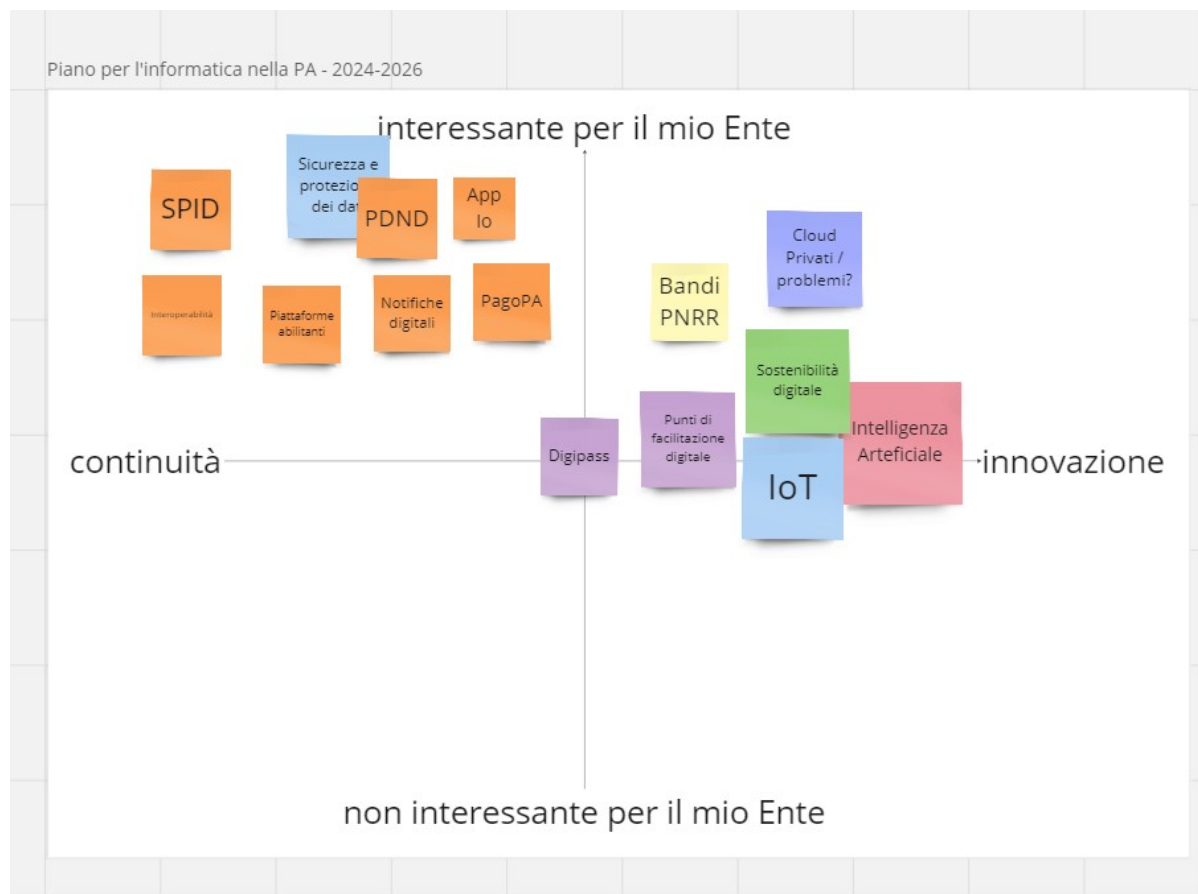 Piano per l'informatica nella PA - 2024-2026
interessante per il mio Ente
SPID
Sicurezza e
protezio
dei dat
PDND
App
Io
Interoperabilità
Piattaforme
abilitanti
Notifiche
digitali
PagoPA
Bandi
PNRR
Cloud
Privati /
problemi?
Sostenibilità
digitale
Punti di
facilitazione
digitale
Digipass
Intelligenza
Arteficiale
IoT
continuità
innovazione
non interessante per il mio Ente